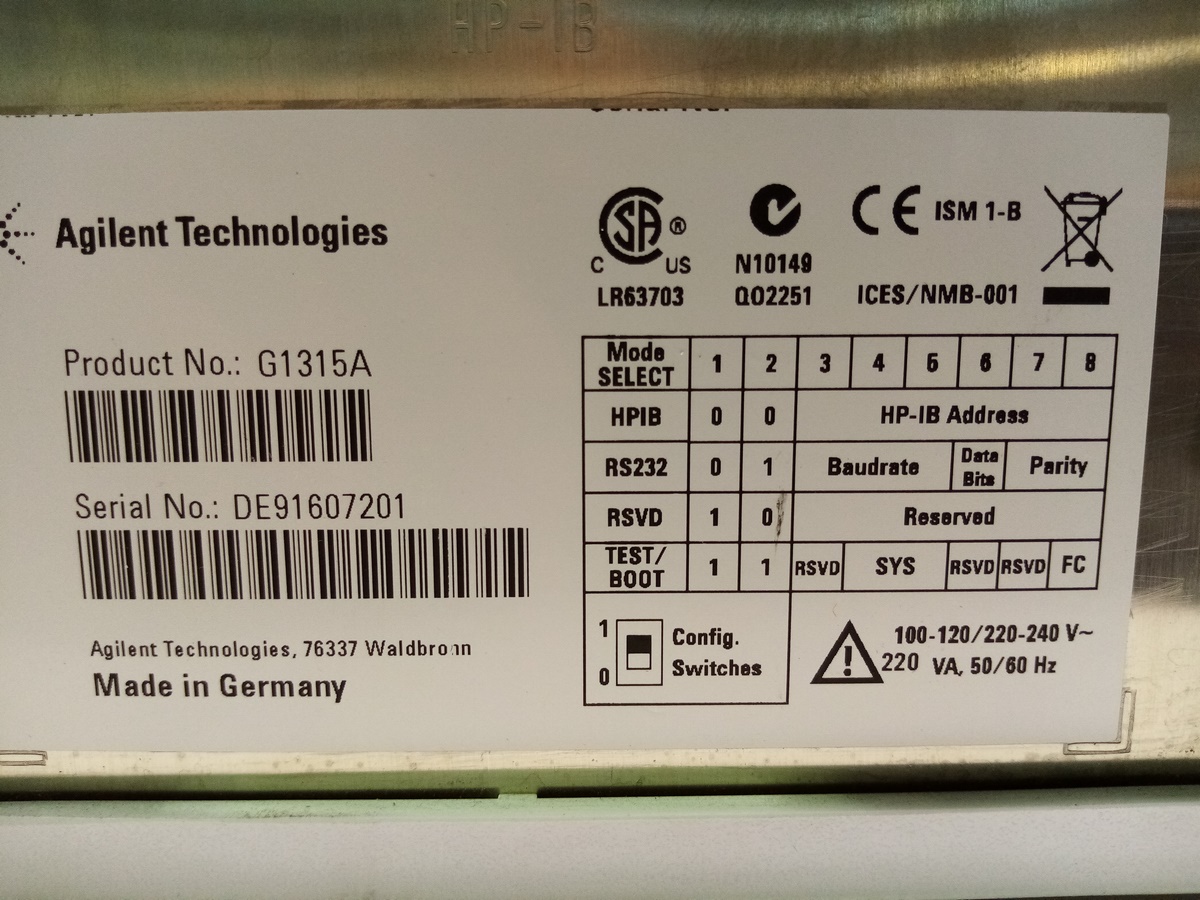 HP-IB
Agilent Technologies
Product No.: G1315A
Serial No.: DE91607201
Agilent Technologies, 76337 Waldbronn
Made in Germany
C SA ® US
LR63703
N10149
Q02251
CE ISM 1-B
ICES/NMB-001
Mode SELECT 1 2 3 4 5 6 7 8
HPIB 0 0 HP-IB Address
RS232 0 1 Baudrate Data Bits Parity
RSVD 1 0 Reserved
TEST/BOOT 1 1 RSVD SYS RSVD RSVD FC
1 Config.
0 Switches
100-120/220-240 V~
220 VA, 50/60 Hz